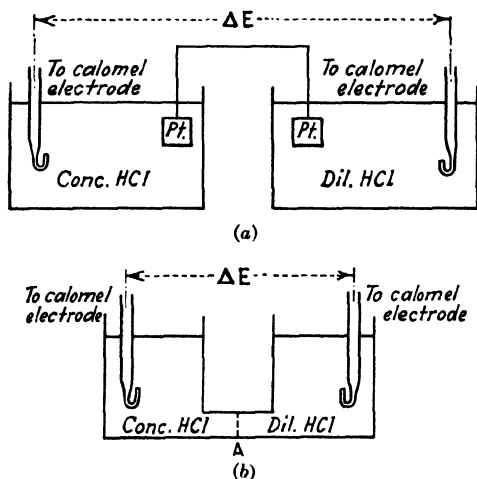 ΔE
To calomel
electrode
To calomel
electrode
Pt.
Pt.
Conc. HCl
Dil. HCl
(a)
ΔE
To calomel
electrode
To calomel
electrode
Conc. HCl
Dil. HCl
A
(b)